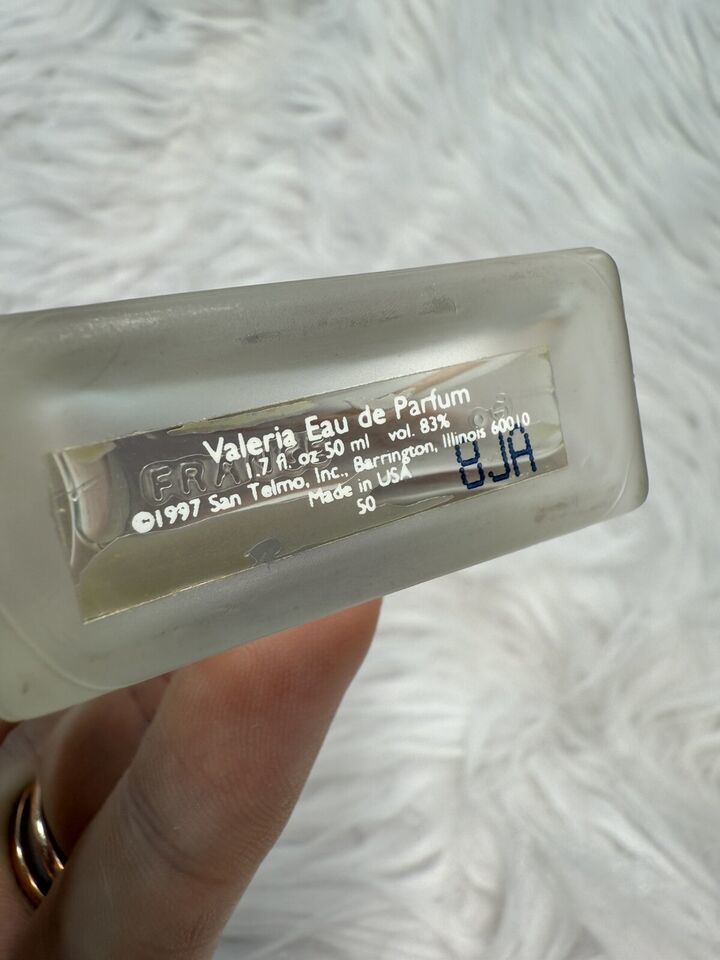 Valeria Eau de Parfum
1.7 fl. oz 50 ml vol. 83%
©1997 San Telmo, Inc., Barrington, Illinois 60010
Made in USA
50
8JA
FRANCE